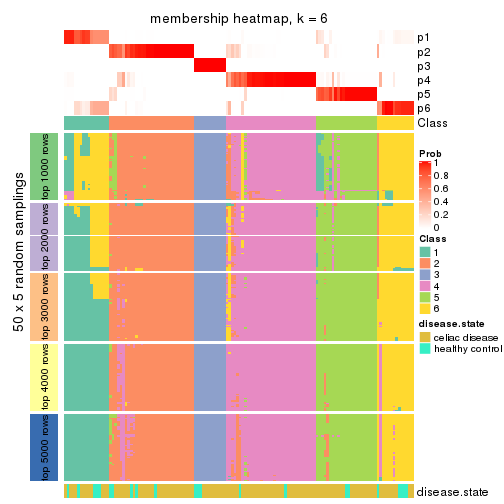 membership heatmap, k = 6
p1
p2
p3
p4
p5
p6
Class
50 x 5 random samplings
top 1000 rows
top 2000 rows
top 3000 rows
top 4000 rows
top 5000 rows
Prob
1
0.8
0.6
0.4
0.2
0
Class
1
2
3
4
5
6
disease.state
celiac disease
healthy control
disease.state